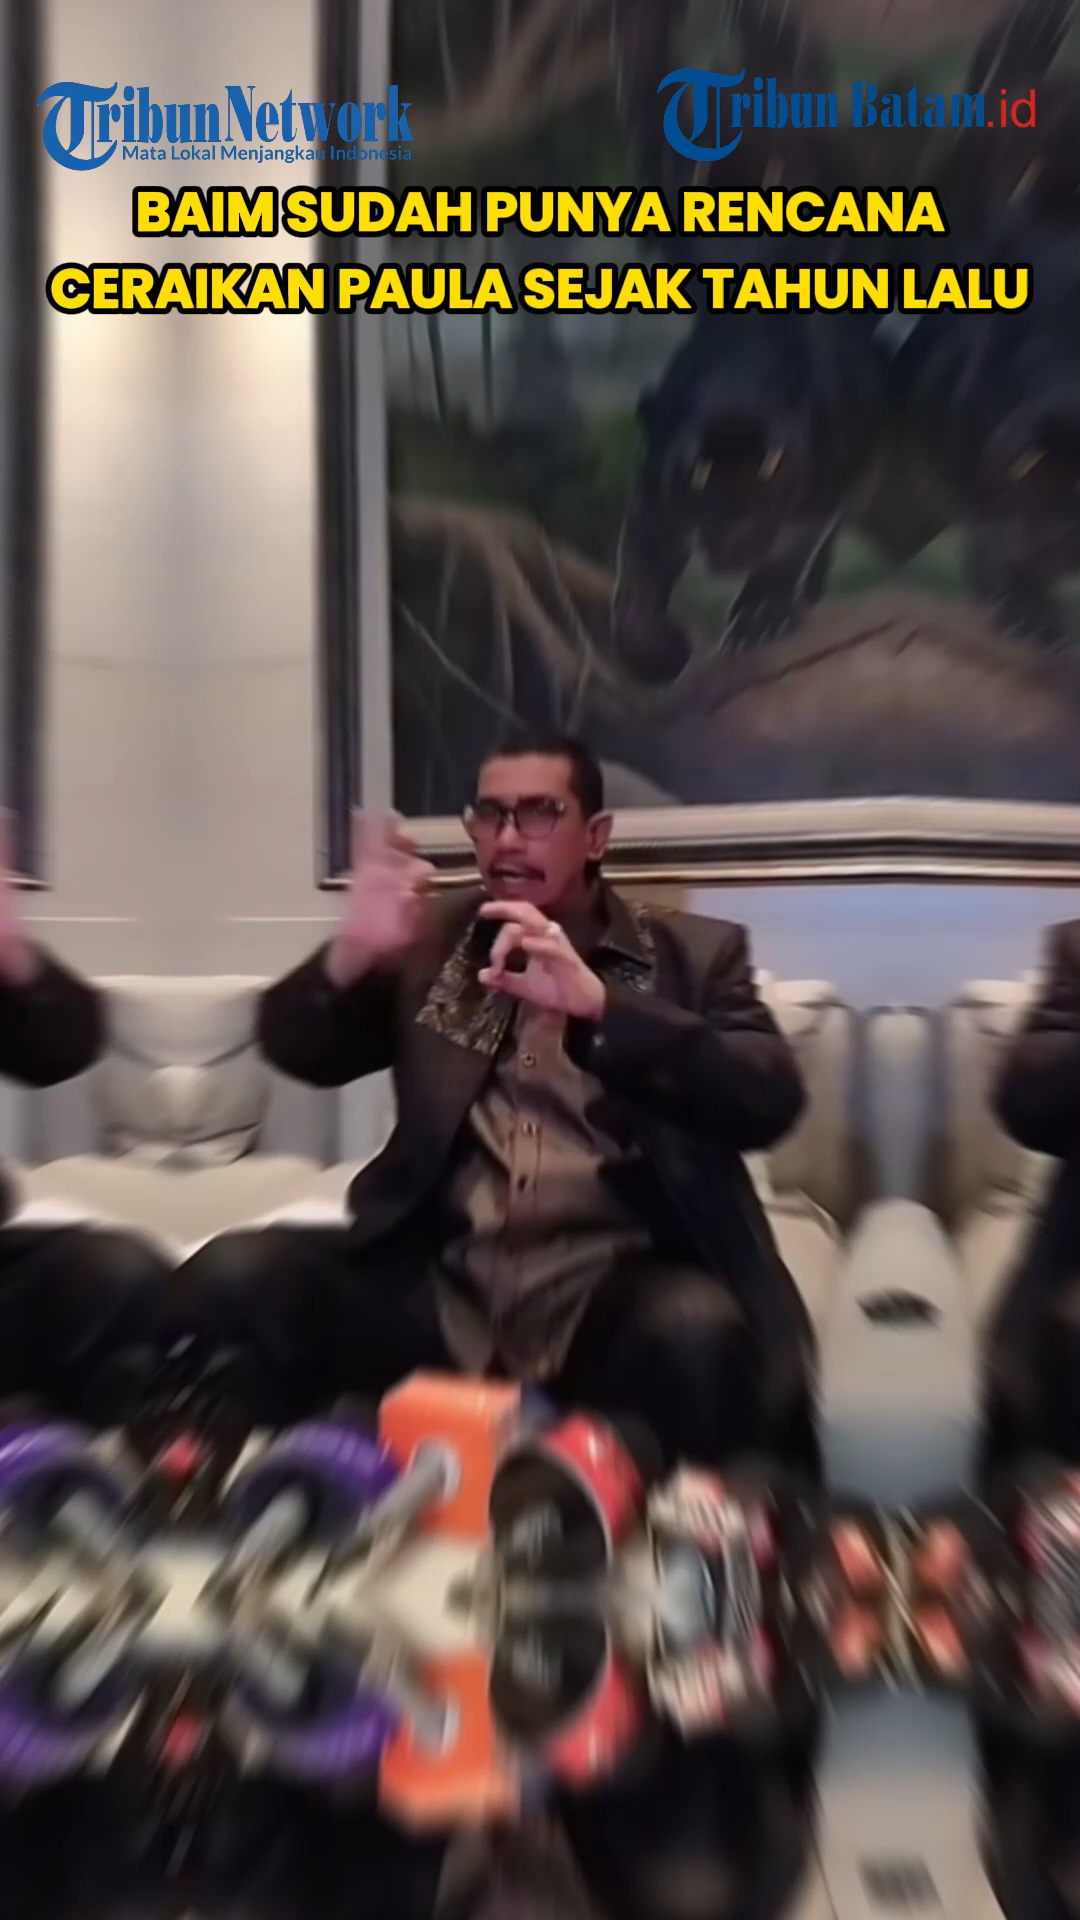 TribunNetwork
Mata Lokal Menjangkau Indonesia
Tribun Batam.id
BAIM SUDAH PUNYA RENCANA
CERAIKAN PAULA SEJAK TAHUN LALU